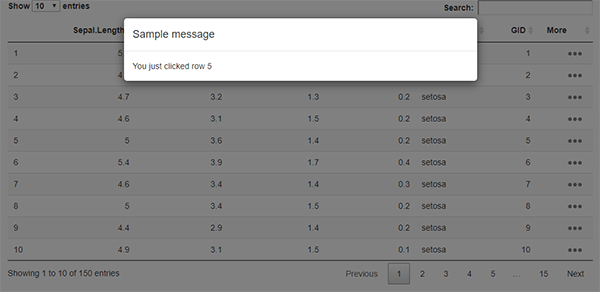 Show 10 entries Search:
Sample message
Sepal.Length GID More
You just clicked row 5
1 5. 1 •••
2 4. 2 •••
3 4.7 3.2 1.3 0.2 setosa 3 •••
4 4.6 3.1 1.5 0.2 setosa 4 •••
5 5 3.6 1.4 0.2 setosa 5 •••
6 5.4 3.9 1.7 0.4 setosa 6 •••
7 4.6 3.4 1.4 0.3 setosa 7 •••
8 5 3.4 1.5 0.2 setosa 8 •••
9 4.4 2.9 1.4 0.2 setosa 9 •••
10 4.9 3.1 1.5 0.1 setosa 10 •••
Showing 1 to 10 of 150 entries Previous 1 2 3 4 5 … 15 Next